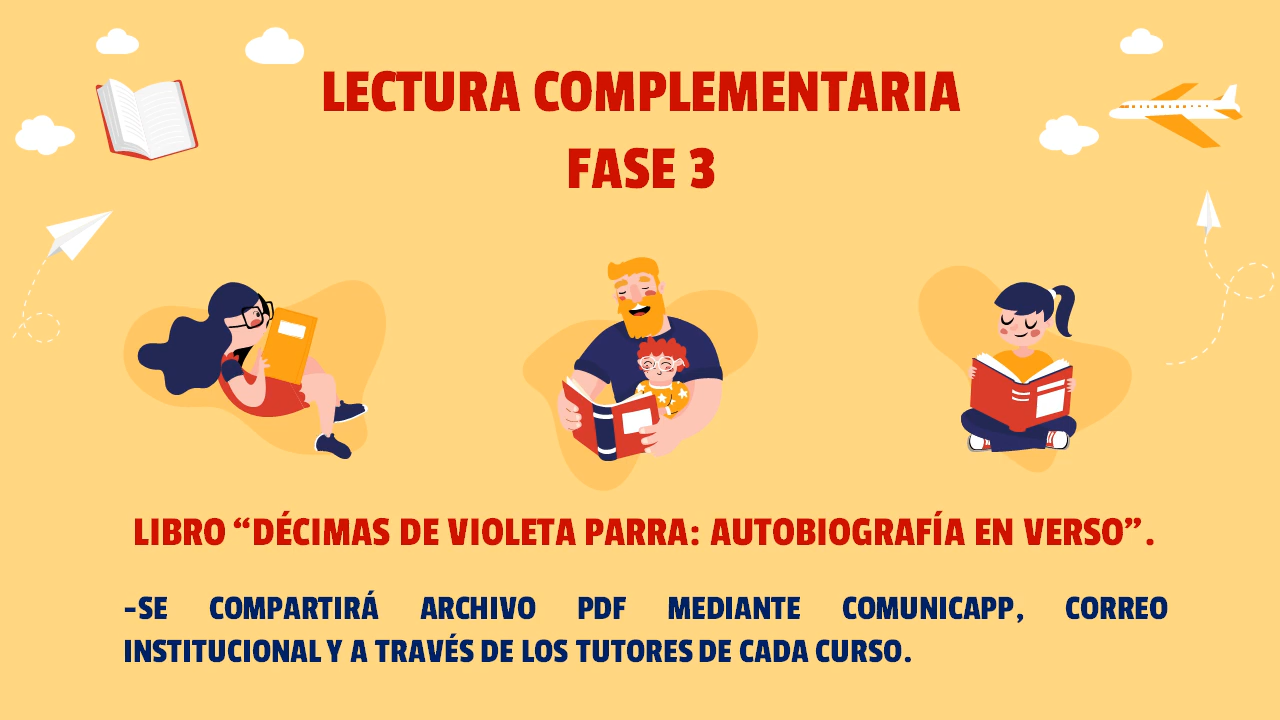 LECTURA COMPLEMENTARIA
FASE 3
LIBRO “DÉCIMAS DE VIOLETA PARRA: AUTOBIOGRAFÍA EN VERSO”.
-SE COMPARTIRÁ ARCHIVO PDF MEDIANTE COMUNICAPP, CORREO
INSTITUCIONAL Y A TRAVÉS DE LOS TUTORES DE CADA CURSO.